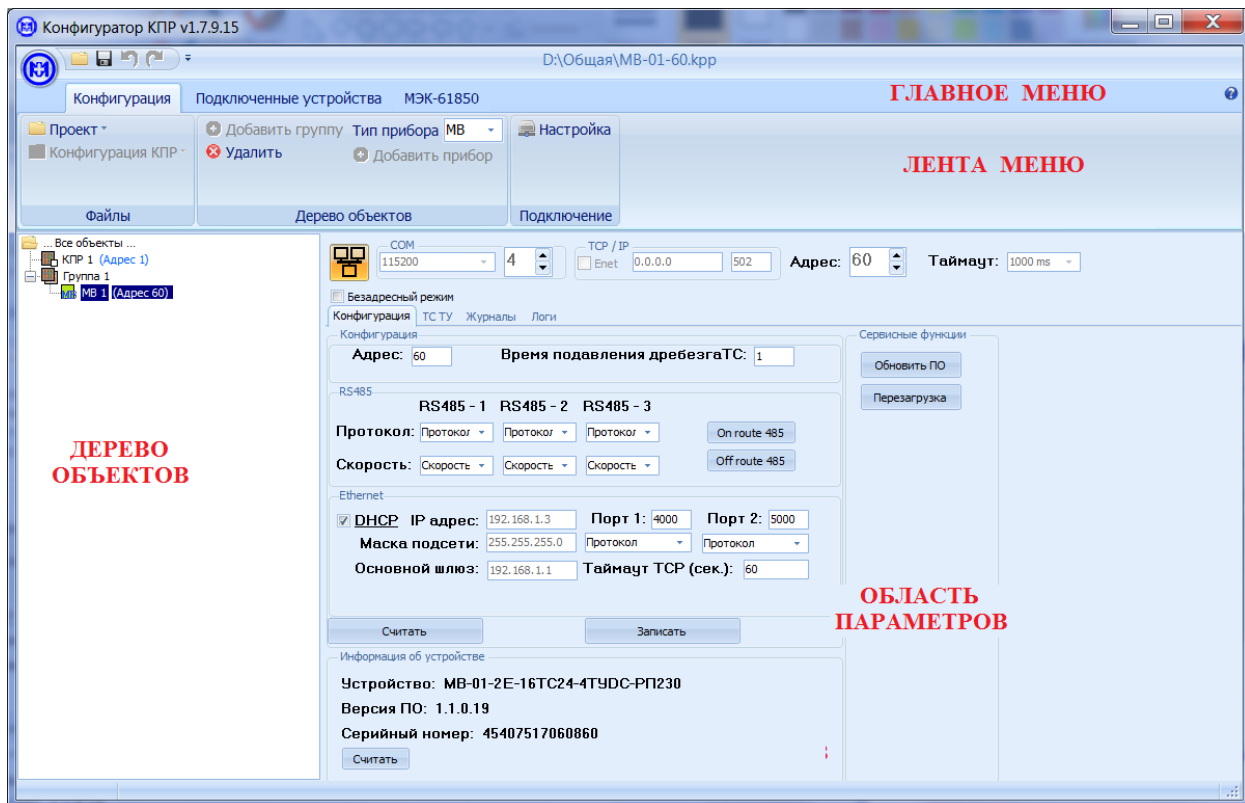 Конфигуратор КПР v1.7.9.15
D:\Общая\МВ-01-60.kpp
Конфигурация Подключенные устройства МЭК-61850
ГЛАВНОЕ МЕНЮ
Проект
Добавить группу Тип прибора МВ
Настройка
Конфигурация КПР
Удалить
Добавить прибор
ЛЕНТА МЕНЮ
Файлы
Дерево объектов
Подключение
... Все объекты ...
КПР 1 (Адрес 1)
Группа 1
МВ 1 (Адрес 60)
ДЕРЕВО
ОБЪЕКТОВ
COM
115200 4
TCP / IP
Enet 0.0.0.0 502
Адрес: 60
Таймаут: 1000 ms
Безадресный режим
Конфигурация ТС ТУ Журналы Логи
Конфигурация
Адрес: 60 Время подавления дребезгаТС: 1
RS485
RS485 - 1 RS485 - 2 RS485 - 3
Протокол: Протокол Протокол Протокол On route 485
Скорость: Скорость Скорость Скорость Off route 485
Ethernet
DHCP IP адрес: 192.168.1.3 Порт 1: 4000 Порт 2: 5000
Маска подсети: 255.255.255.0 Протокол Протокол
Основной шлюз: 192.168.1.1 Таймаут TCP (сек.): 60
Считать Записать
Информация об устройстве
Устройство: МВ-01-2Е-16ТС24-4ТУDC-РП230
Версия ПО: 1.1.0.19
Серийный номер: 45407517060860
Считать
Сервисные функции
Обновить ПО
Перезагрузка
ОБЛАСТЬ
ПАРАМЕТРОВ